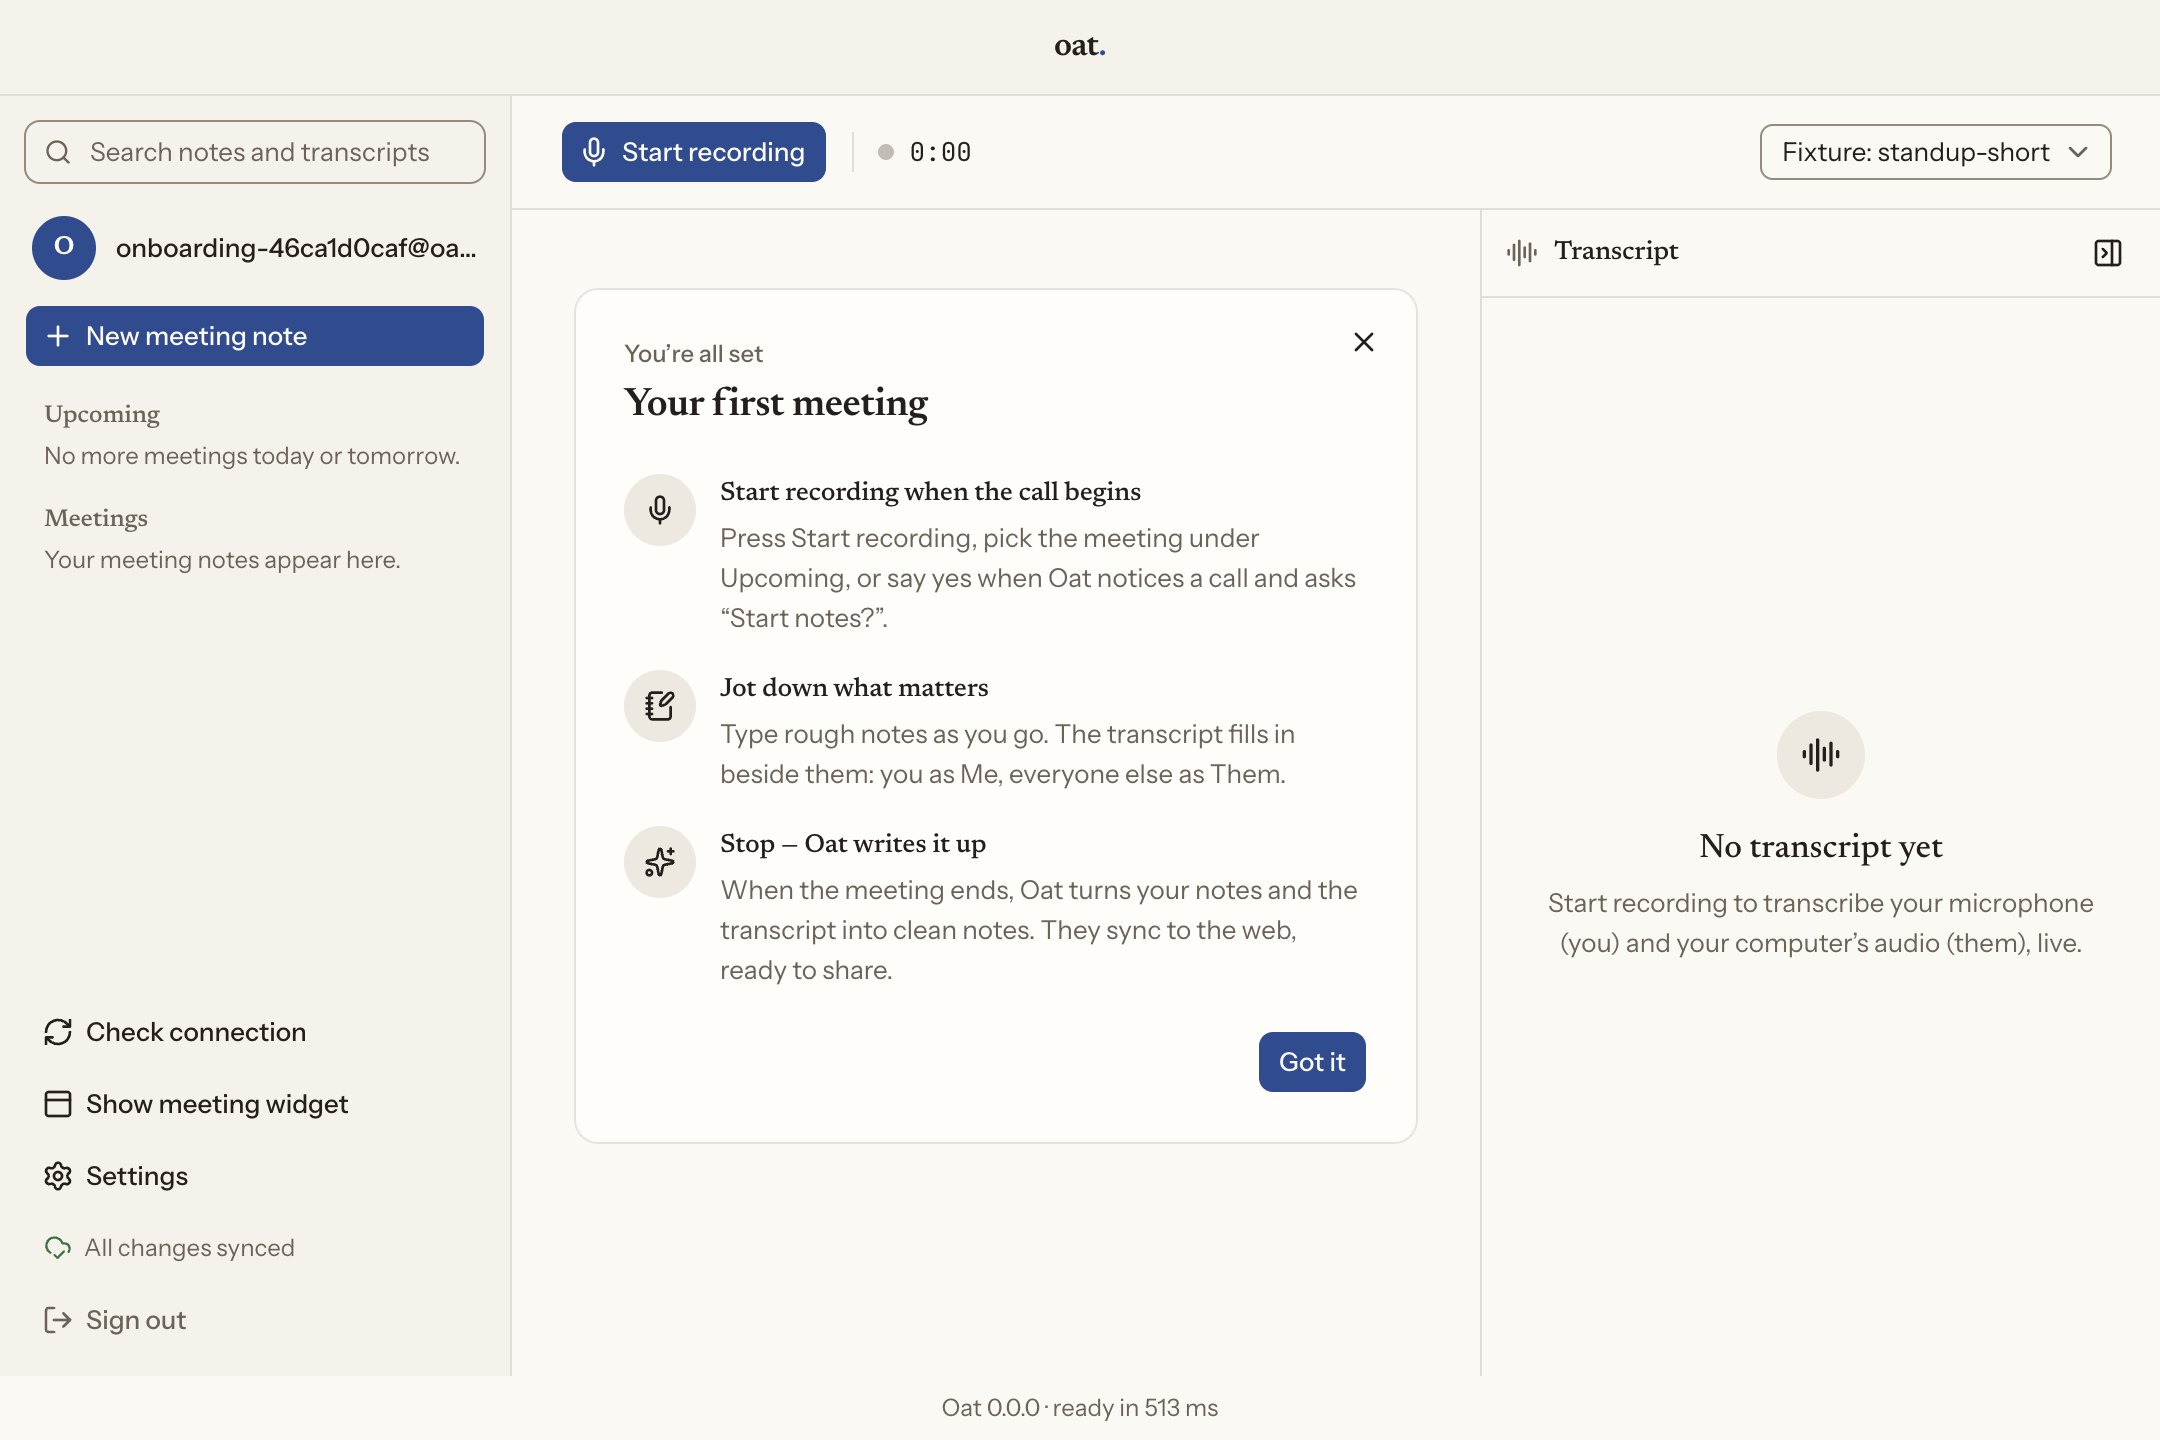 oat.
Search notes and transcripts
O
onboarding-46ca1d0caf@oa...
New meeting note
Upcoming
No more meetings today or tomorrow.
Meetings
Your meeting notes appear here.
Check connection
Show meeting widget
Settings
All changes synced
Sign out
Start recording
0:00
Fixture: standup-short
You’re all set
Your first meeting
Start recording when the call begins
Press Start recording, pick the meeting under
Upcoming, or say yes when Oat notices a call and asks
“Start notes?”.
Jot down what matters
Type rough notes as you go. The transcript fills in
beside them: you as Me, everyone else as Them.
Stop – Oat writes it up
When the meeting ends, Oat turns your notes and the
transcript into clean notes. They sync to the web,
ready to share.
Got it
Transcript
No transcript yet
Start recording to transcribe your microphone
(you) and your computer’s audio (them), live.
Oat 0.0.0 · ready in 513 ms